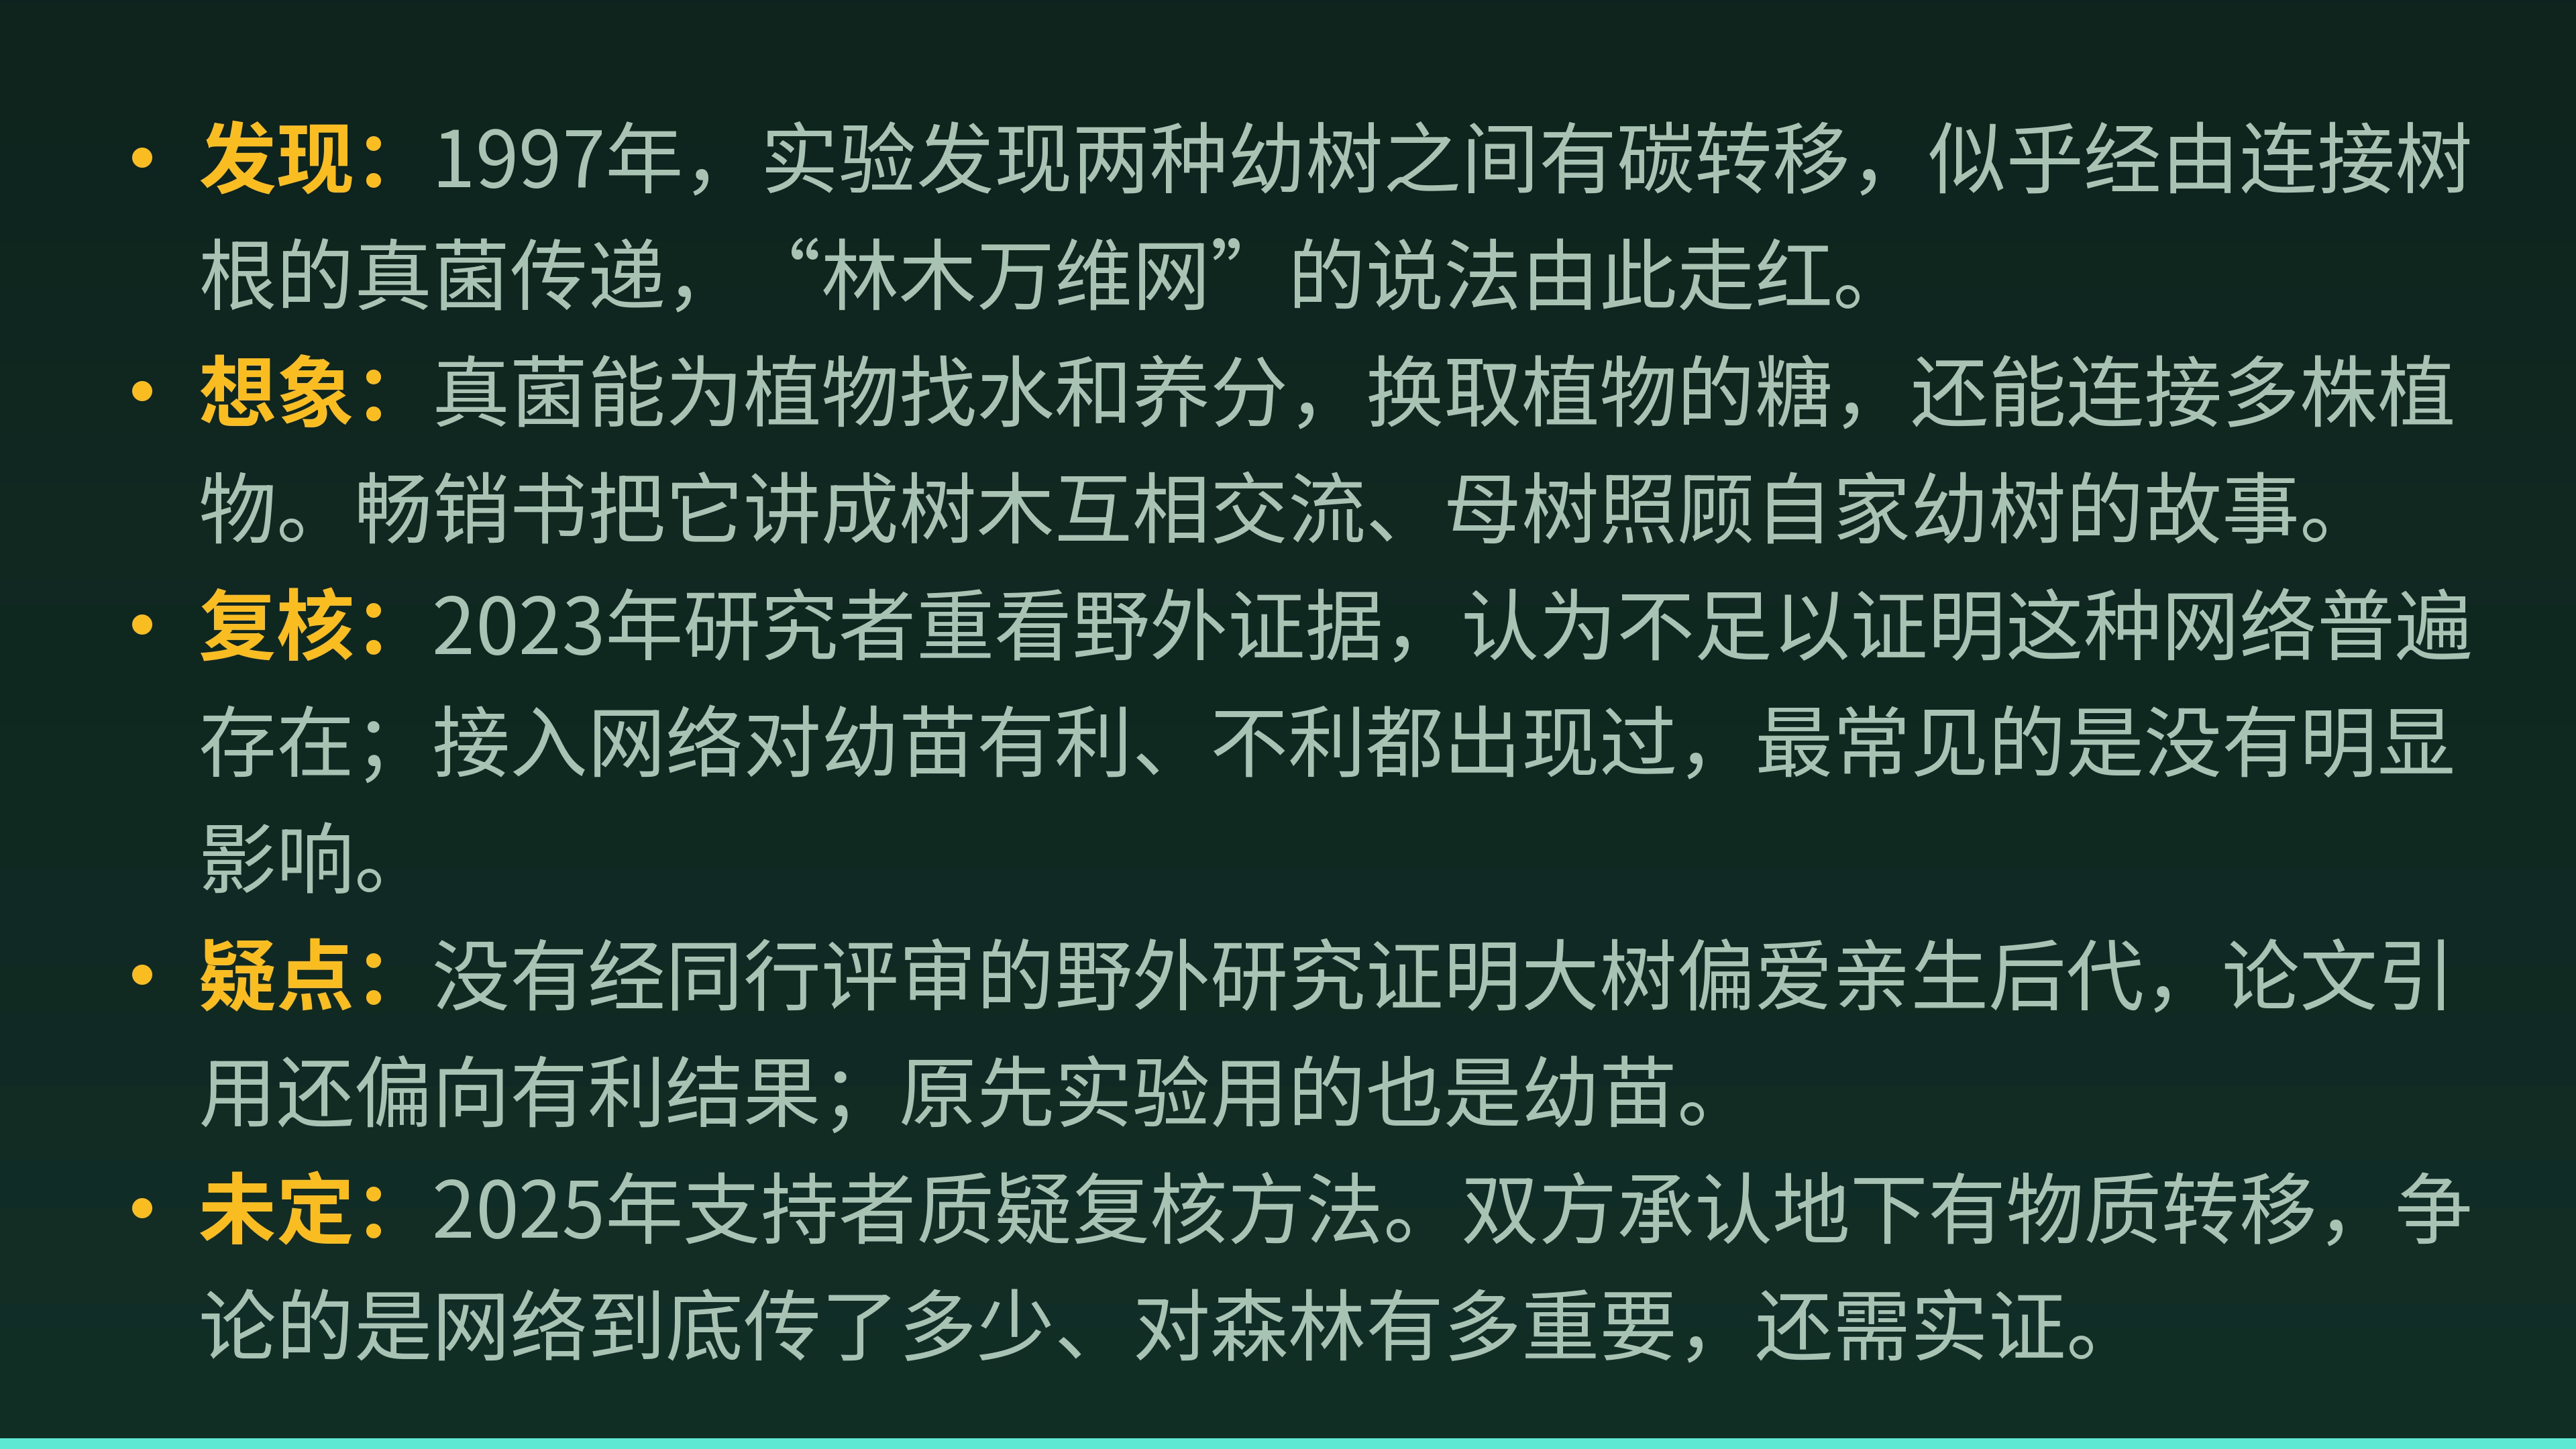 • 发现：1997年，实验发现两种幼树之间有碳转移，似乎经由连接树
根的真菌传递，“林木万维网”的说法由此走红。
• 想象：真菌能为植物找水和养分，换取植物的糖，还能连接多株植
物。畅销书把它讲成树木互相交流、母树照顾自家幼树的故事。
• 复核：2023年研究者重看野外证据，认为不足以证明这种网络普遍
存在；接入网络对幼苗有利、不利都出现过，最常见的是没有明显
影响。
• 疑点：没有经同行评审的野外研究证明大树偏爱亲生后代，论文引
用还偏向有利结果；原先实验用的也是幼苗。
• 未定：2025年支持者质疑复核方法。双方承认地下有物质转移，争
论的是网络到底传了多少、对森林有多重要，还需实证。